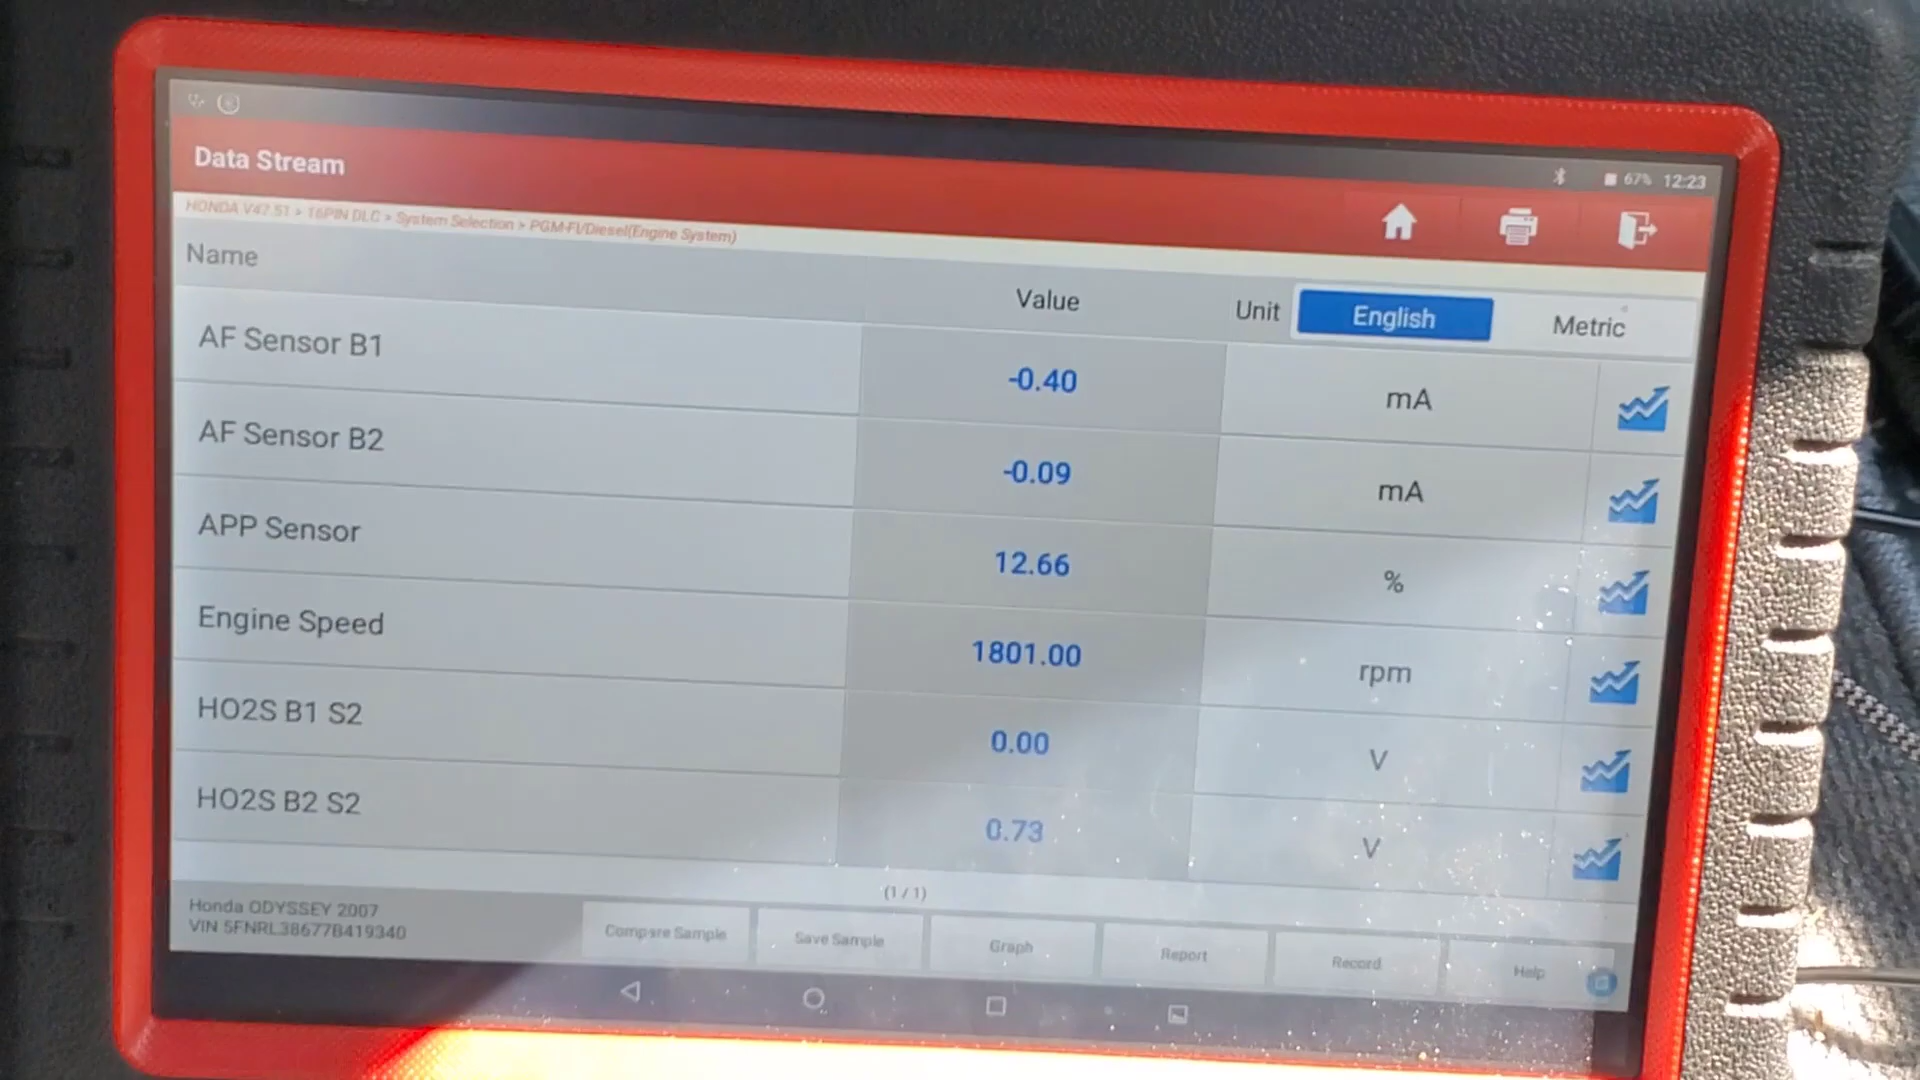 67% 12:23
Data Stream
HONDA V47.51 > 16PIN DLC > System Selection > PGM-FI/Diesel(Engine System)
Name Value Unit English Metric
AF Sensor B1 -0.40 mA
AF Sensor B2 -0.09 mA
APP Sensor 12.66 %
Engine Speed 1801.00 rpm
HO2S B1 S2 0.00 V
HO2S B2 S2 0.73 V
(1 / 1)
Honda ODYSSEY 2007
VIN 5FNRL38677B419340
Compare Sample Save Sample Graph Report Record Help